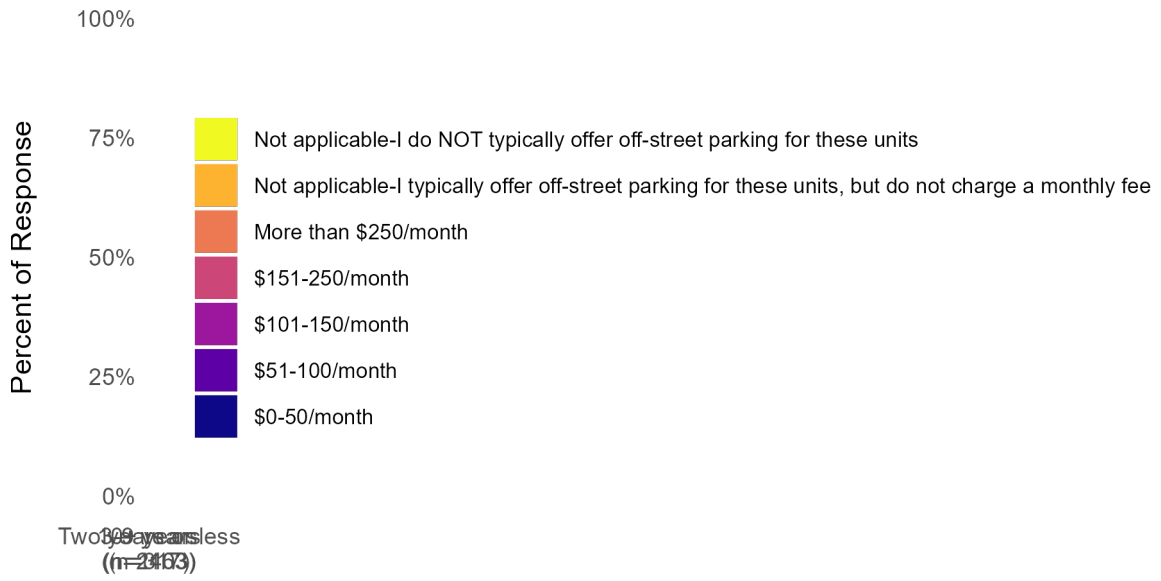 100%
75%
50%
25%
0%
Percent of Response
Not applicable-I do NOT typically offer off-street parking for these units
Not applicable-I typically offer off-street parking for these units, but do not charge a monthly fee
More than $250/month
$151-250/month
$101-150/month
$51-100/month
$0-50/month
Two less